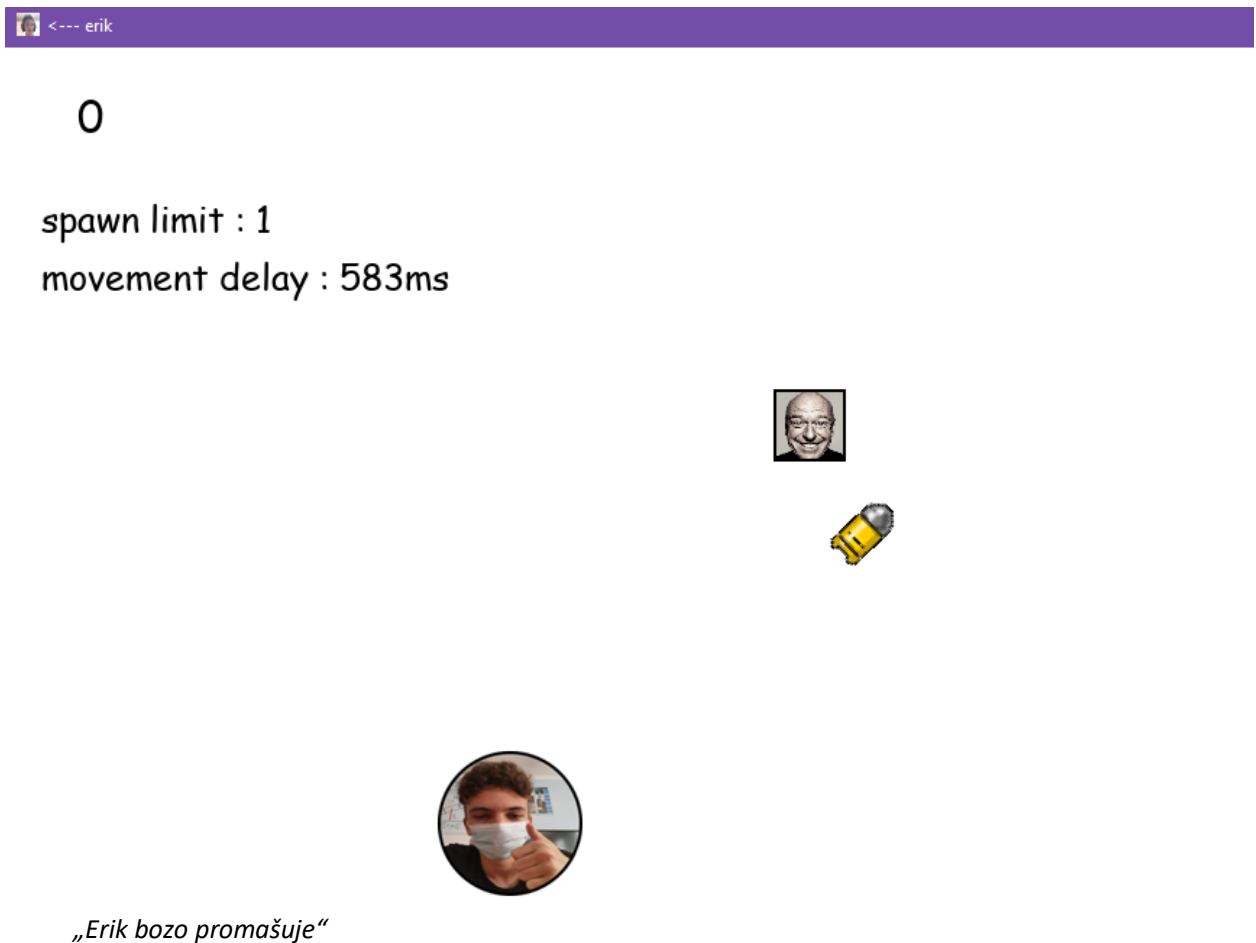 <--- erik
0
spawn limit : 1
movement delay : 583ms
„Erik bozo promašuje“